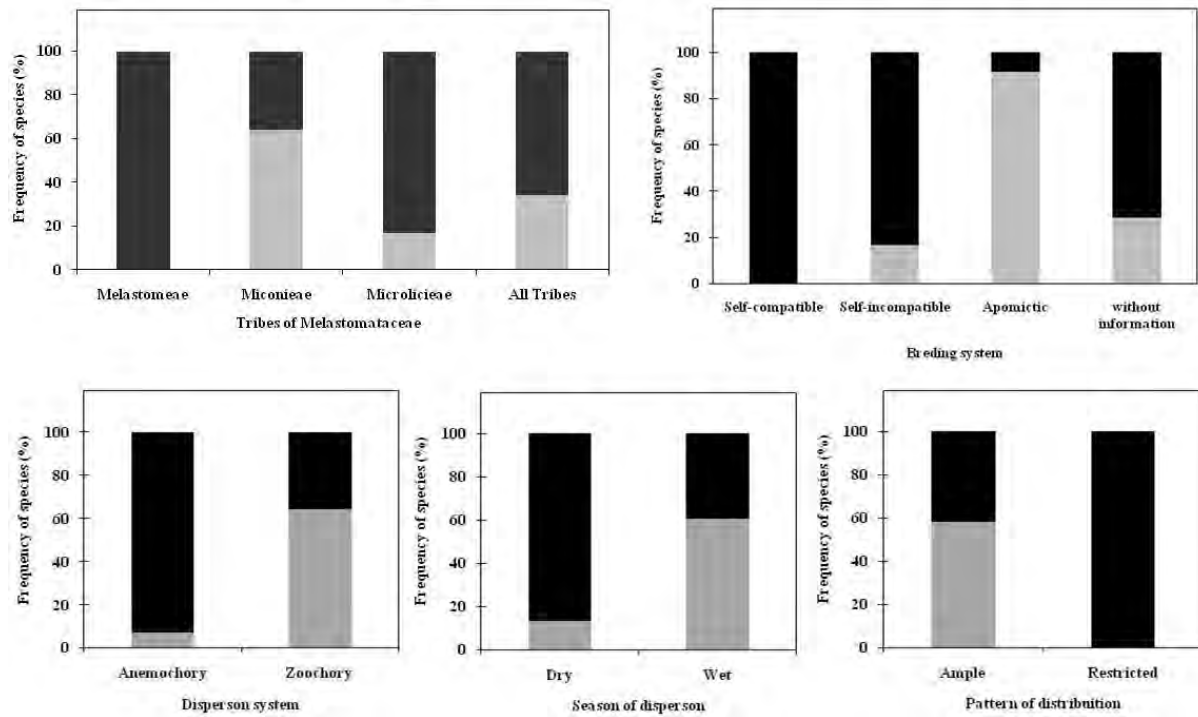 Frequency of species (%)
100
80
60
40
20
0
Melastomeae Miconieae Microlicieae All Tribes
Tribes of Melastomataceae
Frequency of species (%)
100
80
60
40
20
0
Self-compatible Self-incompatible Apomictic without
information
Breding system
Frequency of species (%)
100
80
60
40
20
0
Anemochory Zoochory
Disperson system
Frequency of species (%)
100
80
60
40
20
0
Dry Wet
Season of disperson
Frequency of species (%)
100
80
60
40
20
0
Ample Restricted
Pattern of distribuition